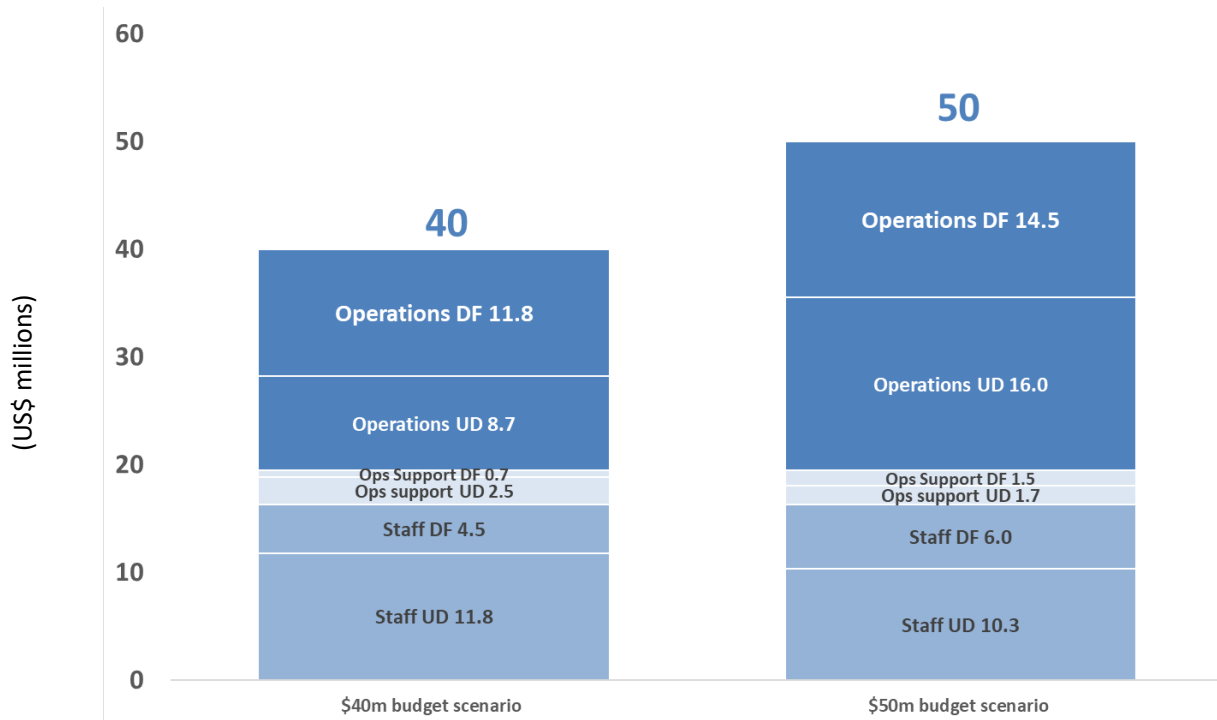 60
50
40
30
20
10
0
(US$ millions)
40
Operations DF 11.8
Operations UD 8.7
Ops Support DF 0.7
Ops support UD 2.5
Staff DF 4.5
Staff UD 11.8
$40m budget scenario
50
Operations DF 14.5
Operations UD 16.0
Ops Support DF 1.5
Ops support UD 1.7
Staff DF 6.0
Staff UD 10.3
$50m budget scenario